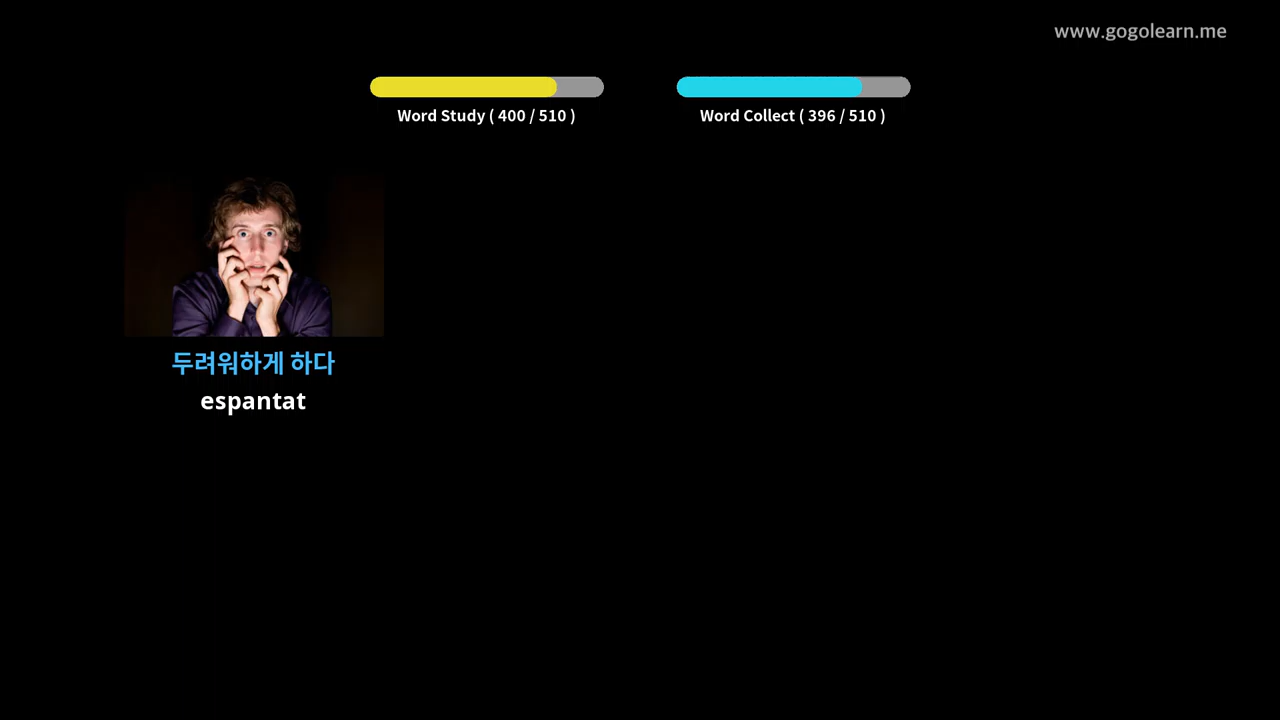 www.gogolearn.me
Word Study ( 400 / 510 )
Word Collect ( 396 / 510 )
두려워하게 하다
espantat